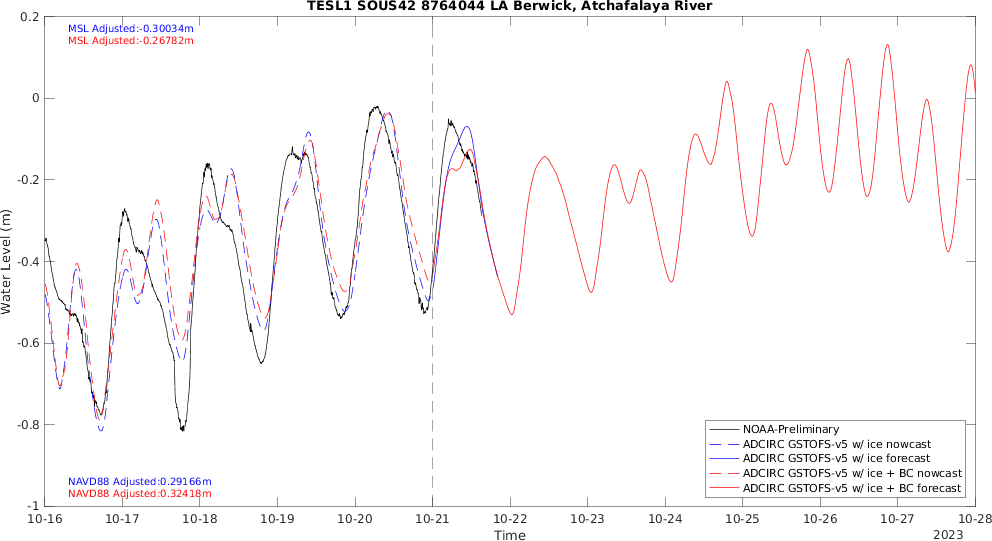 TESL1 SOUS42 8764044 LA Berwick, Atchafalaya River
MSL Adjusted:-0.30034m
MSL Adjusted:-0.26782m
0.2
0
-0.2
-0.4
-0.6
-0.8
-1
Water Level (m)
NAVD88 Adjusted:0.29166m
NAVD88 Adjusted:0.32418m
NOAA-Preliminary
ADCIRC GSTOFS-v5 w/ ice nowcast
ADCIRC GSTOFS-v5 w/ ice forecast
ADCIRC GSTOFS-v5 w/ ice + BC nowcast
ADCIRC GSTOFS-v5 w/ ice + BC forecast
10-16 10-17 10-18 10-19 10-20 10-21 10-22 10-23 10-24 10-25 10-26 10-27 10-28
Time
2023